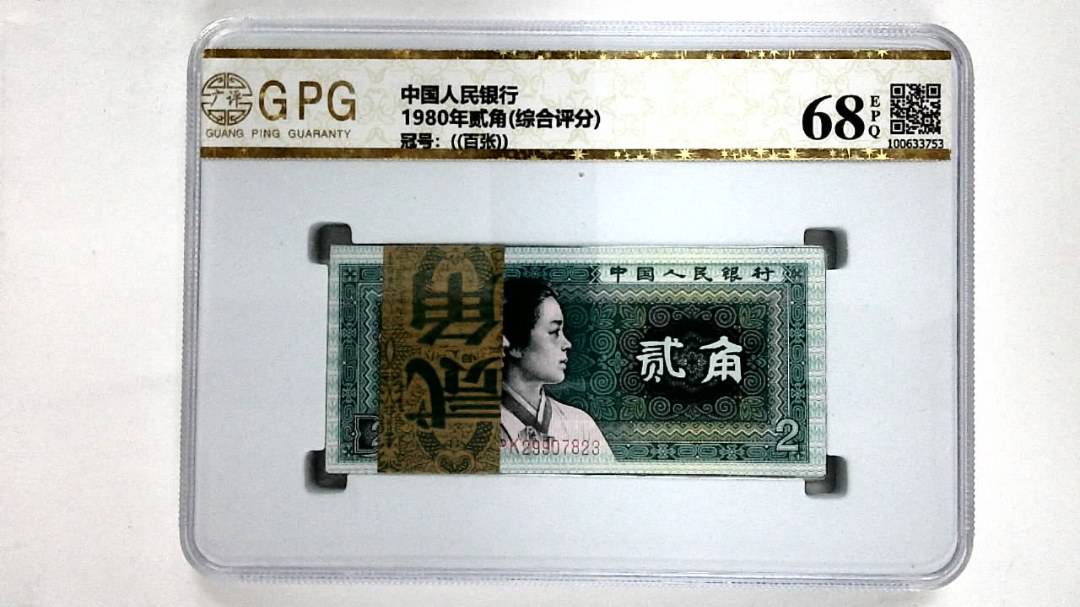 广评
GPG
GUANG PING GUARANTY
中国人民银行
1980年贰角(综合评分)
冠号：((百张))
68
EPQ
100633753
中国人民银行
贰角
贰角
PK29907823
2